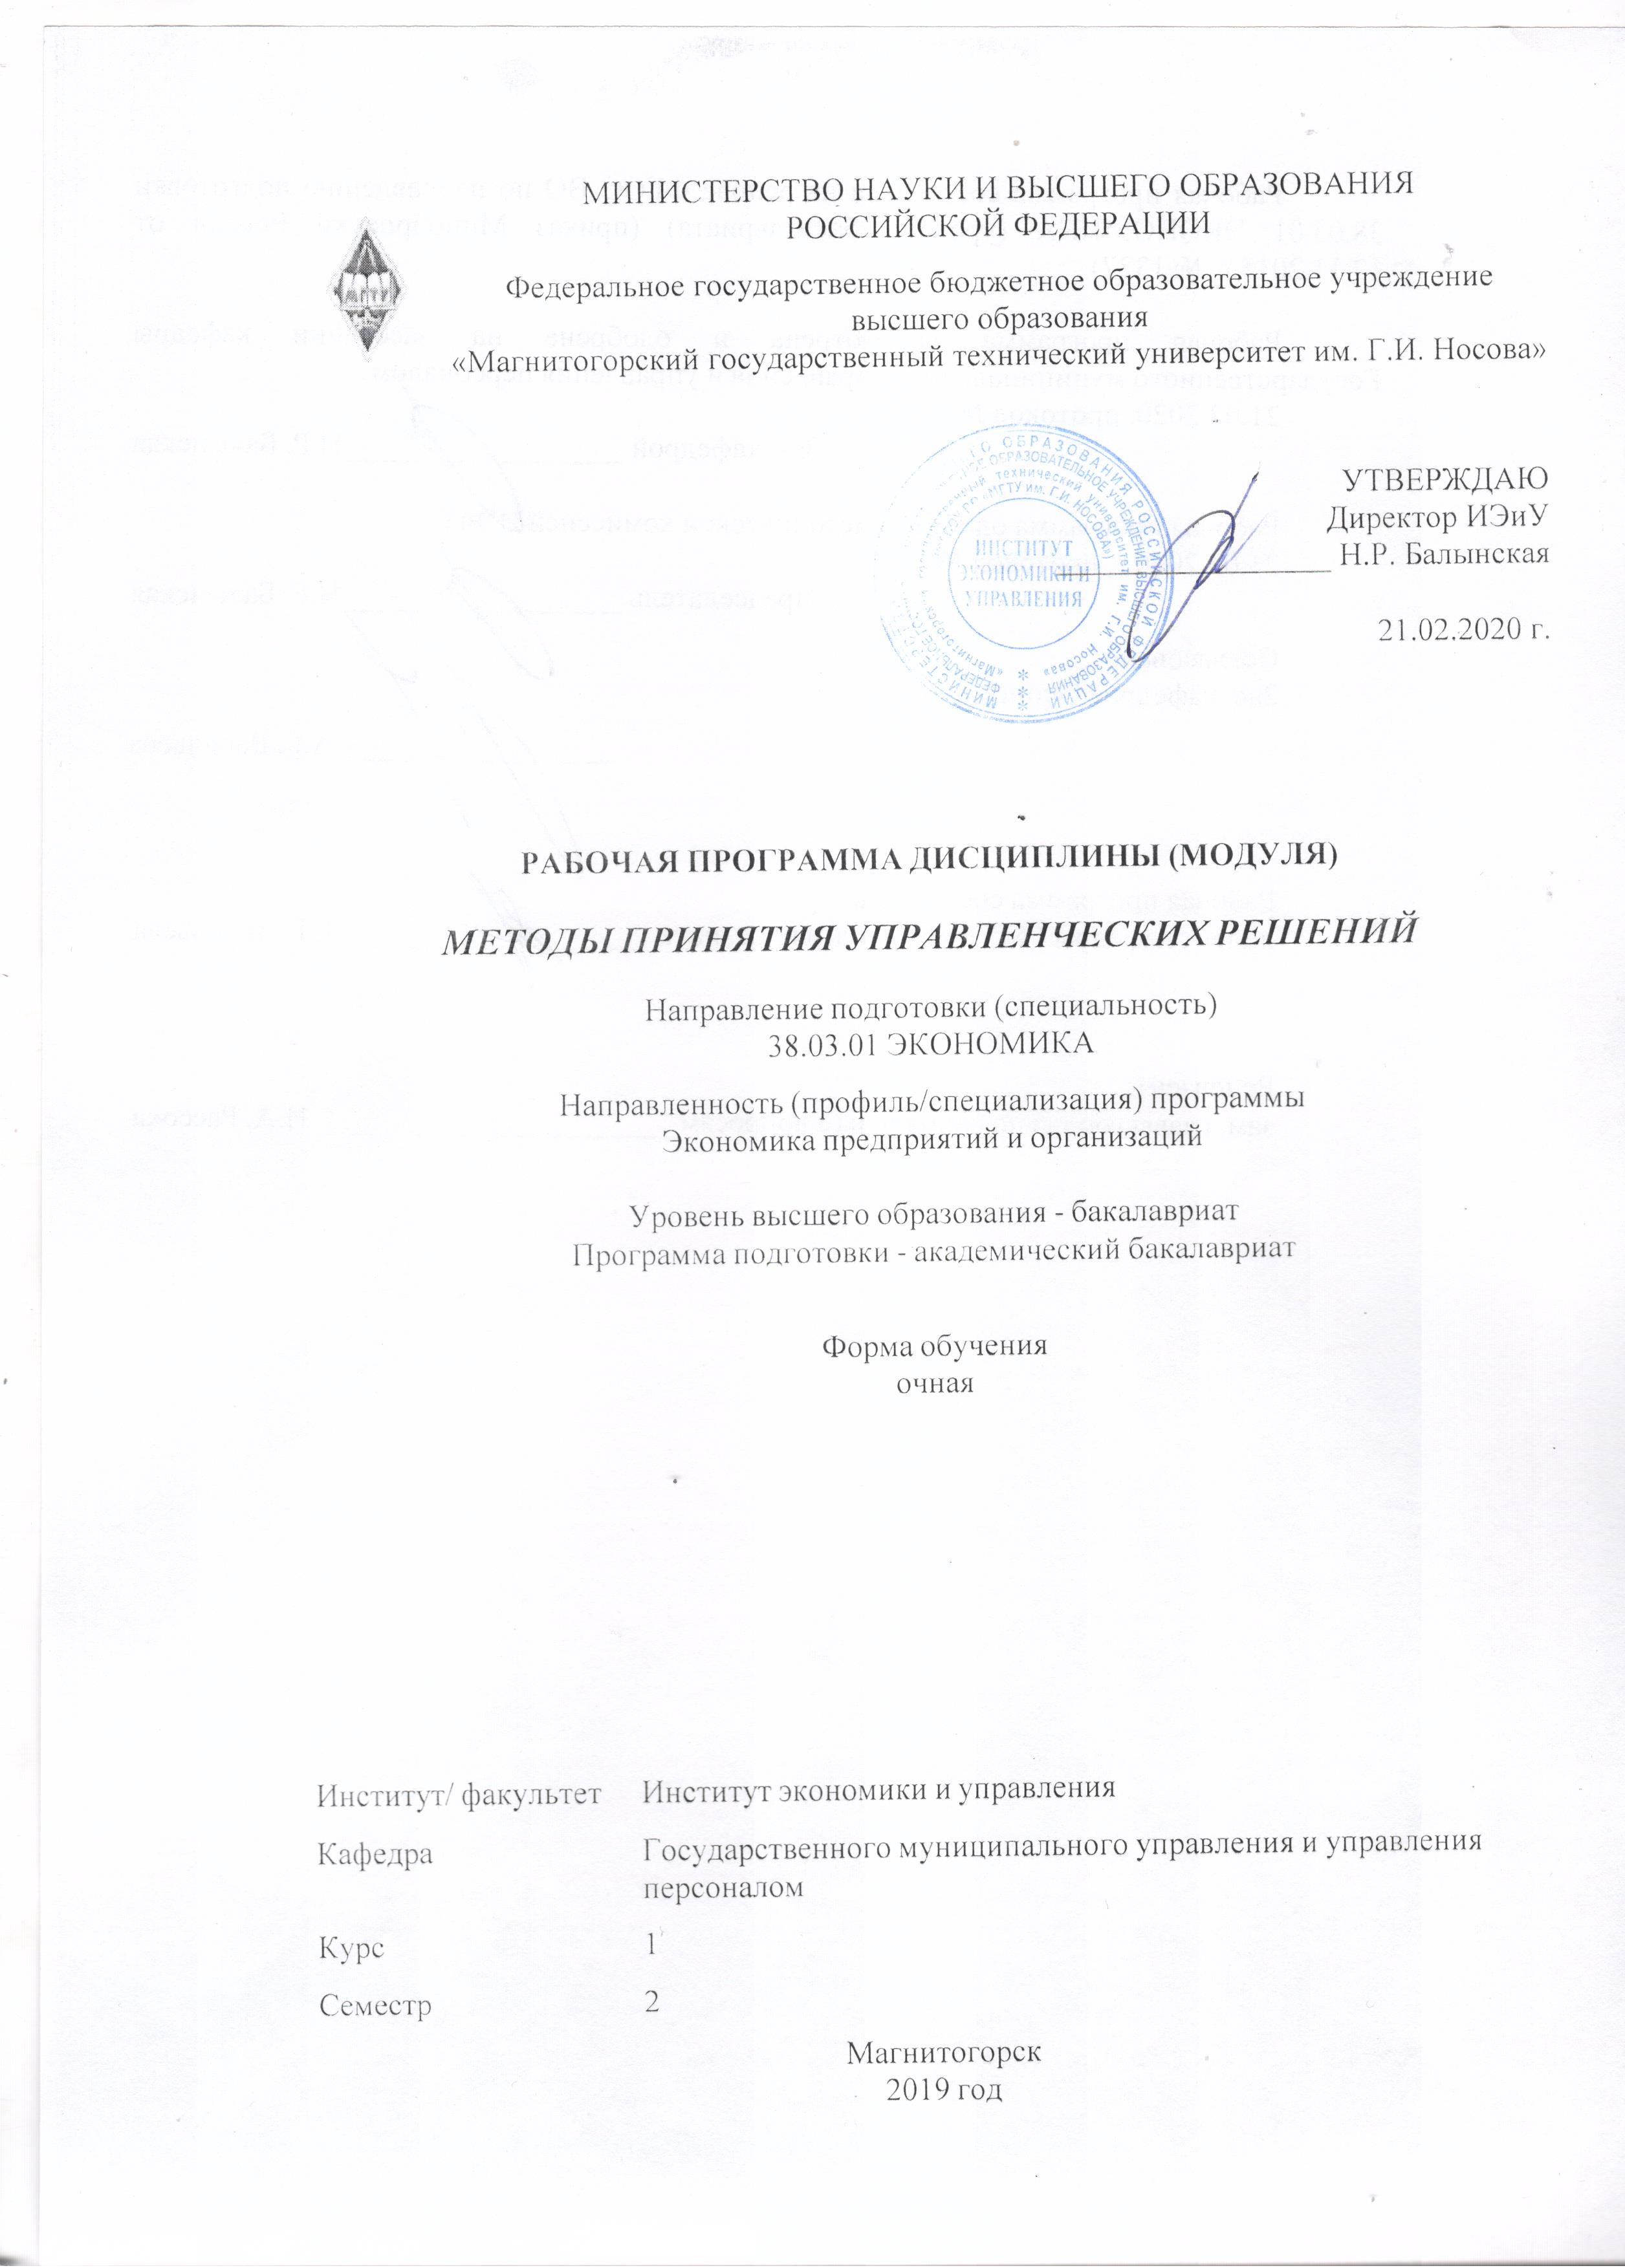 МИНИСТЕРСТВО НАУКИ И ВЫСШЕГО ОБРАЗОВАНИЯ
РОССИЙСКОЙ ФЕДЕРАЦИИ
МГТУ
Федеральное государственное бюджетное образовательное учреждение
высшего образования
«Магнитогорский государственный технический университет им. Г.И. Носова»
УТВЕРЖДАЮ
Директор ИЭиУ
Н.Р. Балынская
21.02.2020 г.
ИНСТИТУТ
ЭКОНОМИКИ И
УПРАВЛЕНИЯ
РАБОЧАЯ ПРОГРАММА ДИСЦИПЛИНЫ (МОДУЛЯ)
МЕТОДЫ ПРИНЯТИЯ УПРАВЛЕНЧЕСКИХ РЕШЕНИЙ
Направление подготовки (специальность)
38.03.01 ЭКОНОМИКА
Направленность (профиль/специализация) программы
Экономика предприятий и организаций
Уровень высшего образования - бакалавриат
Программа подготовки - академический бакалавриат
Форма обучения
очная
Институт/ факультет Институт экономики и управления
Кафедра Государственного муниципального управления и управления
персоналом
Курс 1
Семестр 2
Магнитогорск
2019 год